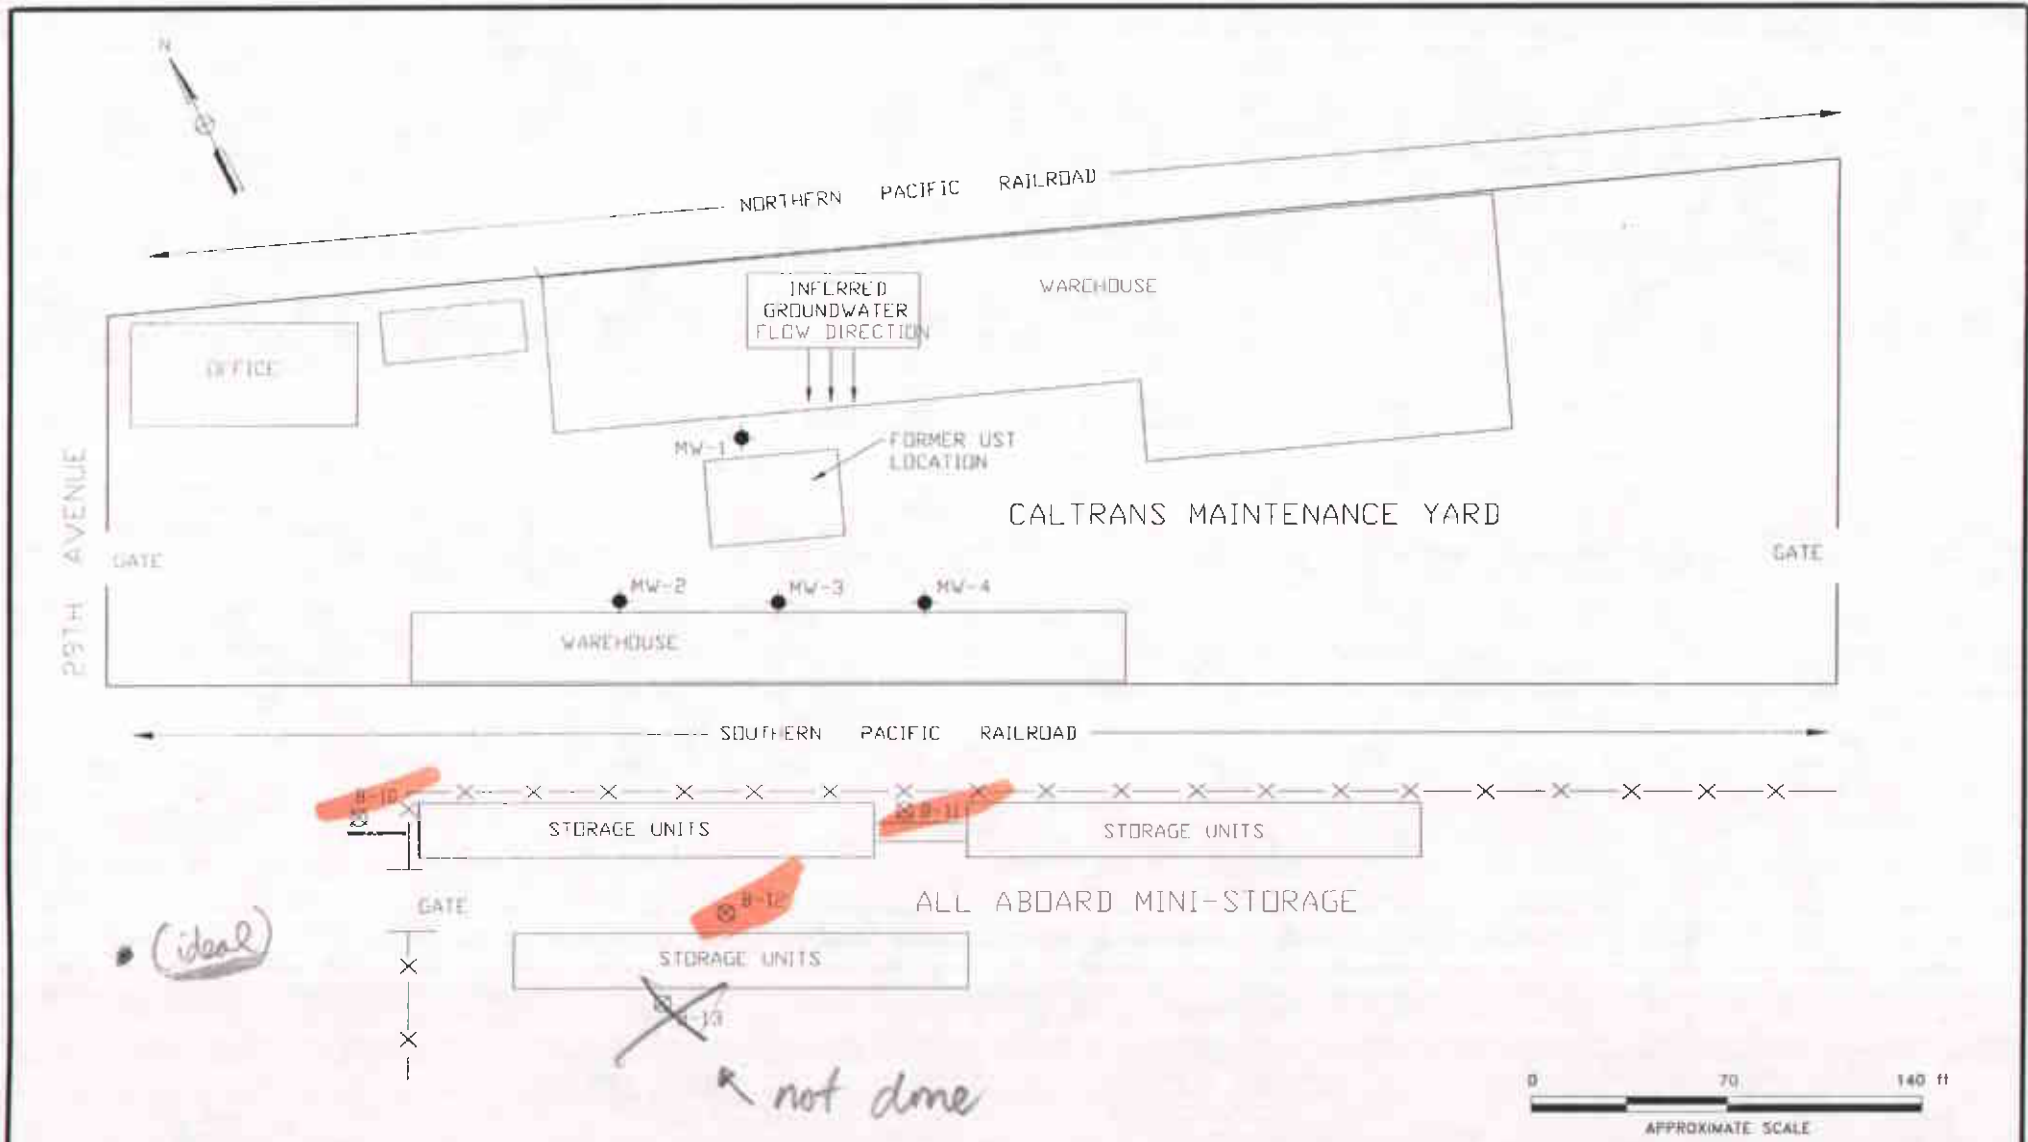 N
NORTHERN PACIFIC RAILROAD
INFERRED
GROUNDWATER
FLOW DIRECTION
WAREHOUSE
OFFICE
MW-1
FORMER UST
LOCATION
CALTRANS MAINTENANCE YARD
29TH AVENUE
GATE
GATE
MW-2
MW-3
MW-4
WAREHOUSE
SOUTHERN PACIFIC RAILROAD
B-10
B-11
STORAGE UNITS
STORAGE UNITS
B-12
GATE
ALL ABOARD MINI-STORAGE
• (ideal)
STORAGE UNITS
B-13
not done
0 70 140 ft
APPROXIMATE SCALE